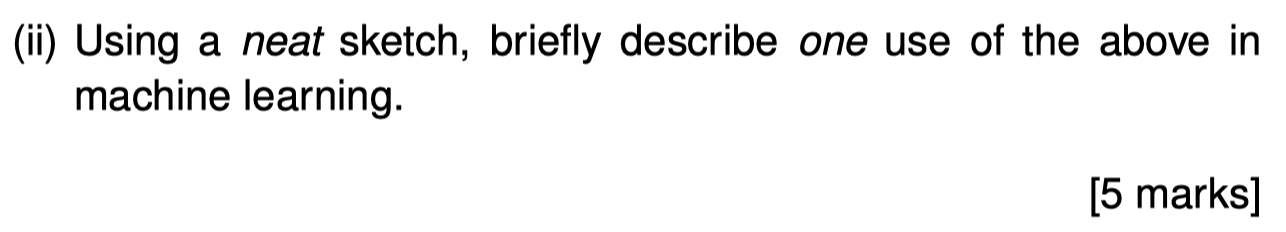 (ii) Using a neat sketch, briefly describe one use of the above in
machine learning.
[5 marks]